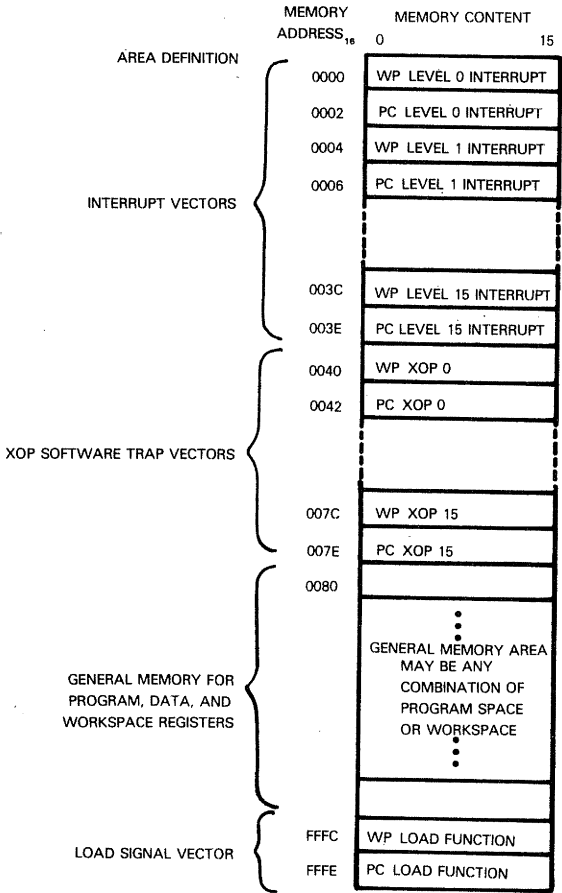 MEMORY
ADDRESS16
MEMORY CONTENT
0 15
AREA DEFINITION
0000 WP LEVEL 0 INTERRUPT
0002 PC LEVEL 0 INTERRUPT
0004 WP LEVEL 1 INTERRUPT
0006 PC LEVEL 1 INTERRUPT
INTERRUPT VECTORS
003C WP LEVEL 15 INTERRUPT
003E PC LEVEL 15 INTERRUPT
0040 WP XOP 0
0042 PC XOP 0
XOP SOFTWARE TRAP VECTORS
007C WP XOP 15
007E PC XOP 15
0080
GENERAL MEMORY FOR
PROGRAM, DATA, AND
WORKSPACE REGISTERS
GENERAL MEMORY AREA
MAY BE ANY
COMBINATION OF
PROGRAM SPACE
OR WORKSPACE
LOAD SIGNAL VECTOR
FFFC WP LOAD FUNCTION
FFFE PC LOAD FUNCTION